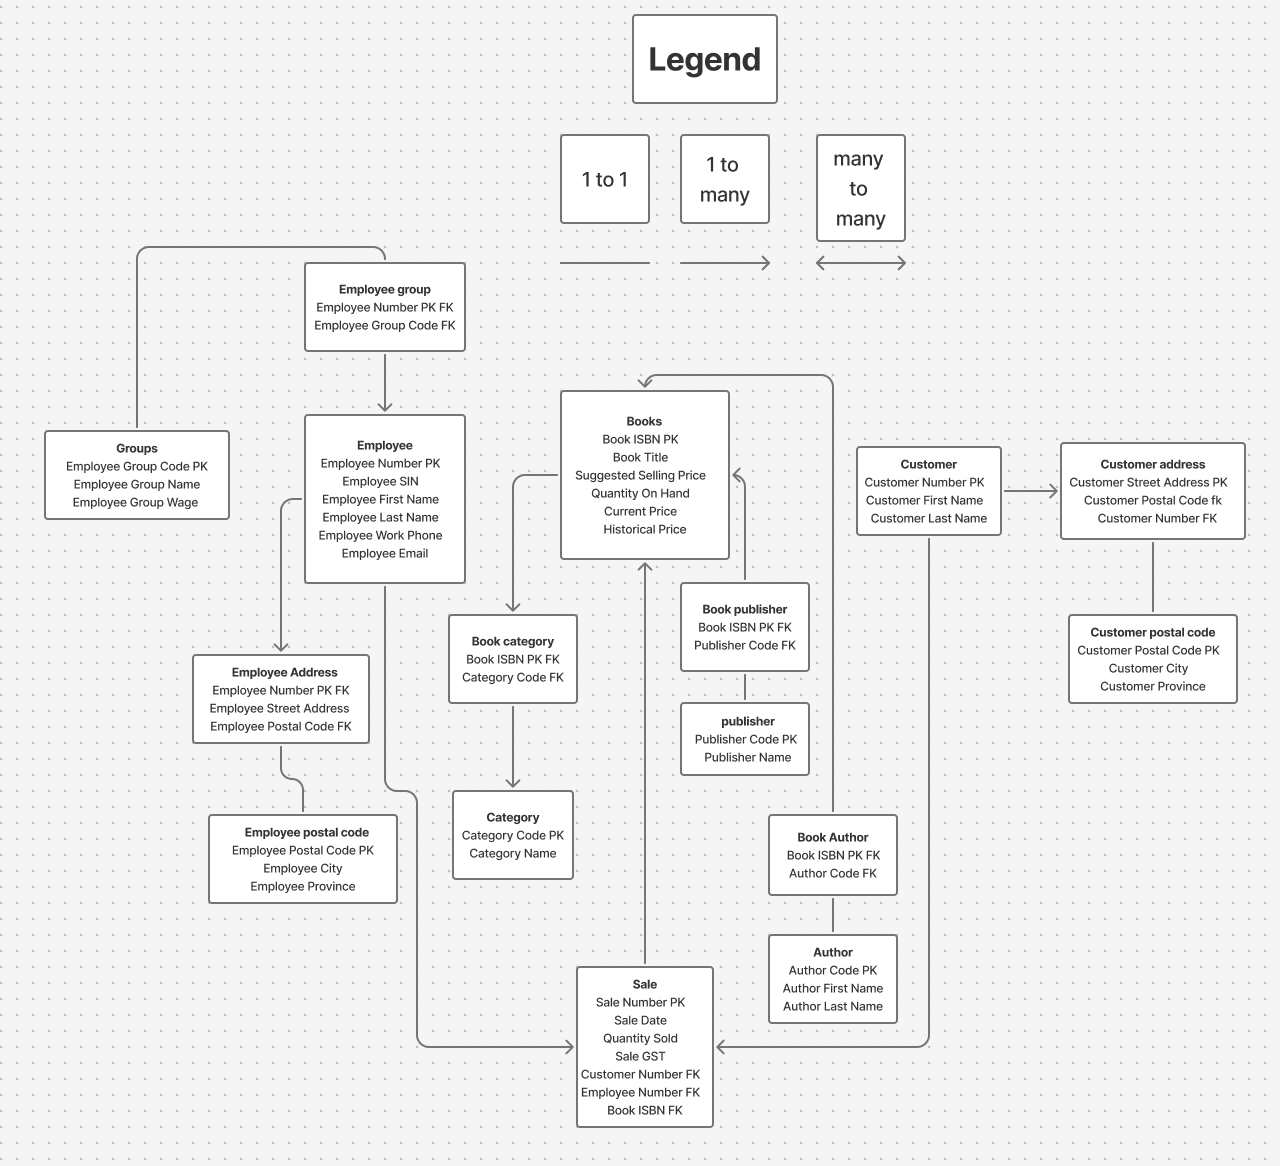 Legend
1 to 1
1 to
many
many
to
many
Employee group
Employee Number PK FK
Employee Group Code FK
Groups
Employee Group Code PK
Employee Group Name
Employee Group Wage
Employee
Employee Number PK
Employee SIN
Employee First Name
Employee Last Name
Employee Work Phone
Employee Email
Books
Book ISBN PK
Book Title
Suggested Selling Price
Quantity On Hand
Current Price
Historical Price
Customer
Customer Number PK
Customer First Name
Customer Last Name
Customer address
Customer Street Address PK
Customer Postal Code fk
Customer Number FK
Employee Address
Employee Number PK FK
Employee Street Address
Employee Postal Code FK
Book category
Book ISBN PK FK
Category Code FK
Book publisher
Book ISBN PK FK
Publisher Code FK
Customer postal code
Customer Postal Code PK
Customer City
Customer Province
publisher
Publisher Code PK
Publisher Name
Employee postal code
Employee Postal Code PK
Employee City
Employee Province
Category
Category Code PK
Category Name
Book Author
Book ISBN PK FK
Author Code FK
Author
Author Code PK
Author First Name
Author Last Name
Sale
Sale Number PK
Sale Date
Quantity Sold
Sale GST
Customer Number FK
Employee Number FK
Book ISBN FK